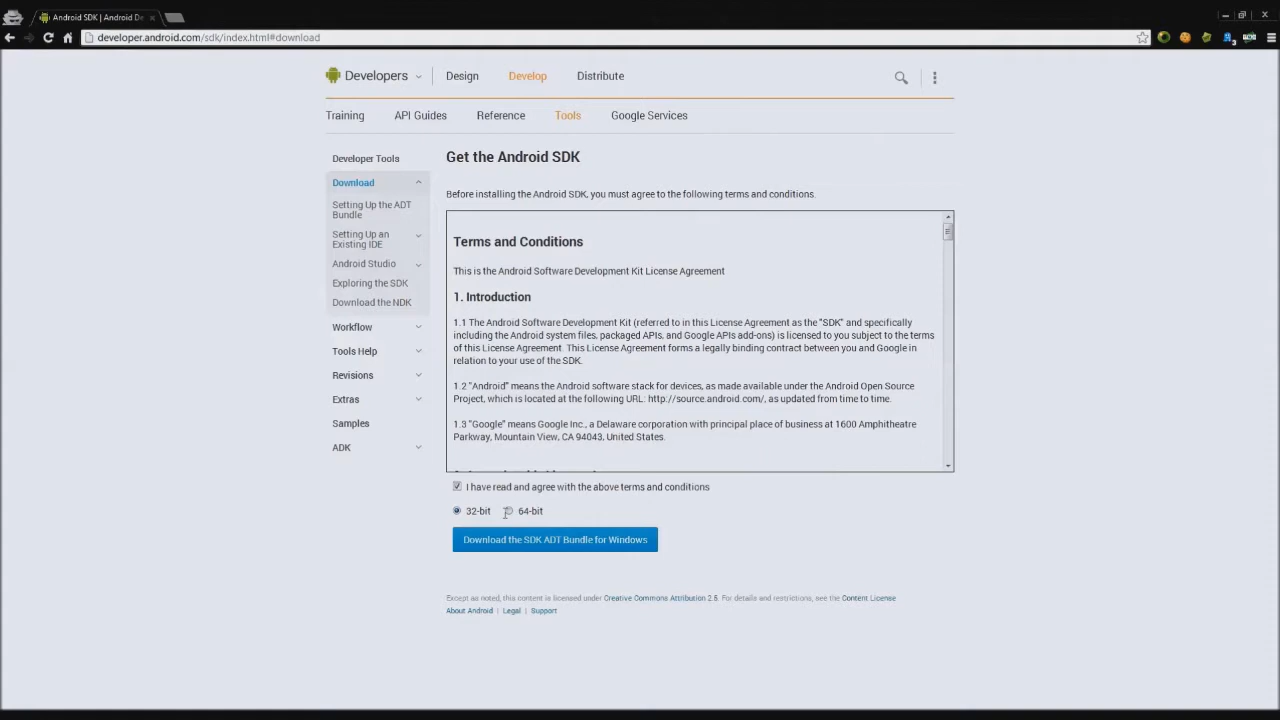 Android SDK | Android De
developer.android.com/sdk/index.html#download
Developers Design Develop Distribute
Training API Guides Reference Tools Google Services
Developer Tools
Download
Setting Up the ADT
Bundle
Setting Up an
Existing IDE
Android Studio
Exploring the SDK
Download the NDK
Workflow
Tools Help
Revisions
Extras
Samples
ADK
Get the Android SDK
Before installing the Android SDK, you must agree to the following terms and conditions.
Terms and Conditions
This is the Android Software Development Kit License Agreement
1. Introduction
1.1 The Android Software Development Kit (referred to in this License Agreement as the "SDK" and specifically
including the Android system files, packaged APIs, and Google APIs add-ons) is licensed to you subject to the terms
of this License Agreement. This License Agreement forms a legally binding contract between you and Google in
relation to your use of the SDK.
1.2 "Android" means the Android software stack for devices, as made available under the Android Open Source
Project, which is located at the following URL: http://source.android.com/, as updated from time to time.
1.3 "Google" means Google Inc., a Delaware corporation with principal place of business at 1600 Amphitheatre
Parkway, Mountain View, CA 94043, United States.
I have read and agree with the above terms and conditions
32-bit 64-bit
Download the SDK ADT Bundle for Windows
Except as noted, this content is licensed under Creative Commons Attribution 2.5. For details and restrictions, see the Content License
About Android | Legal | Support